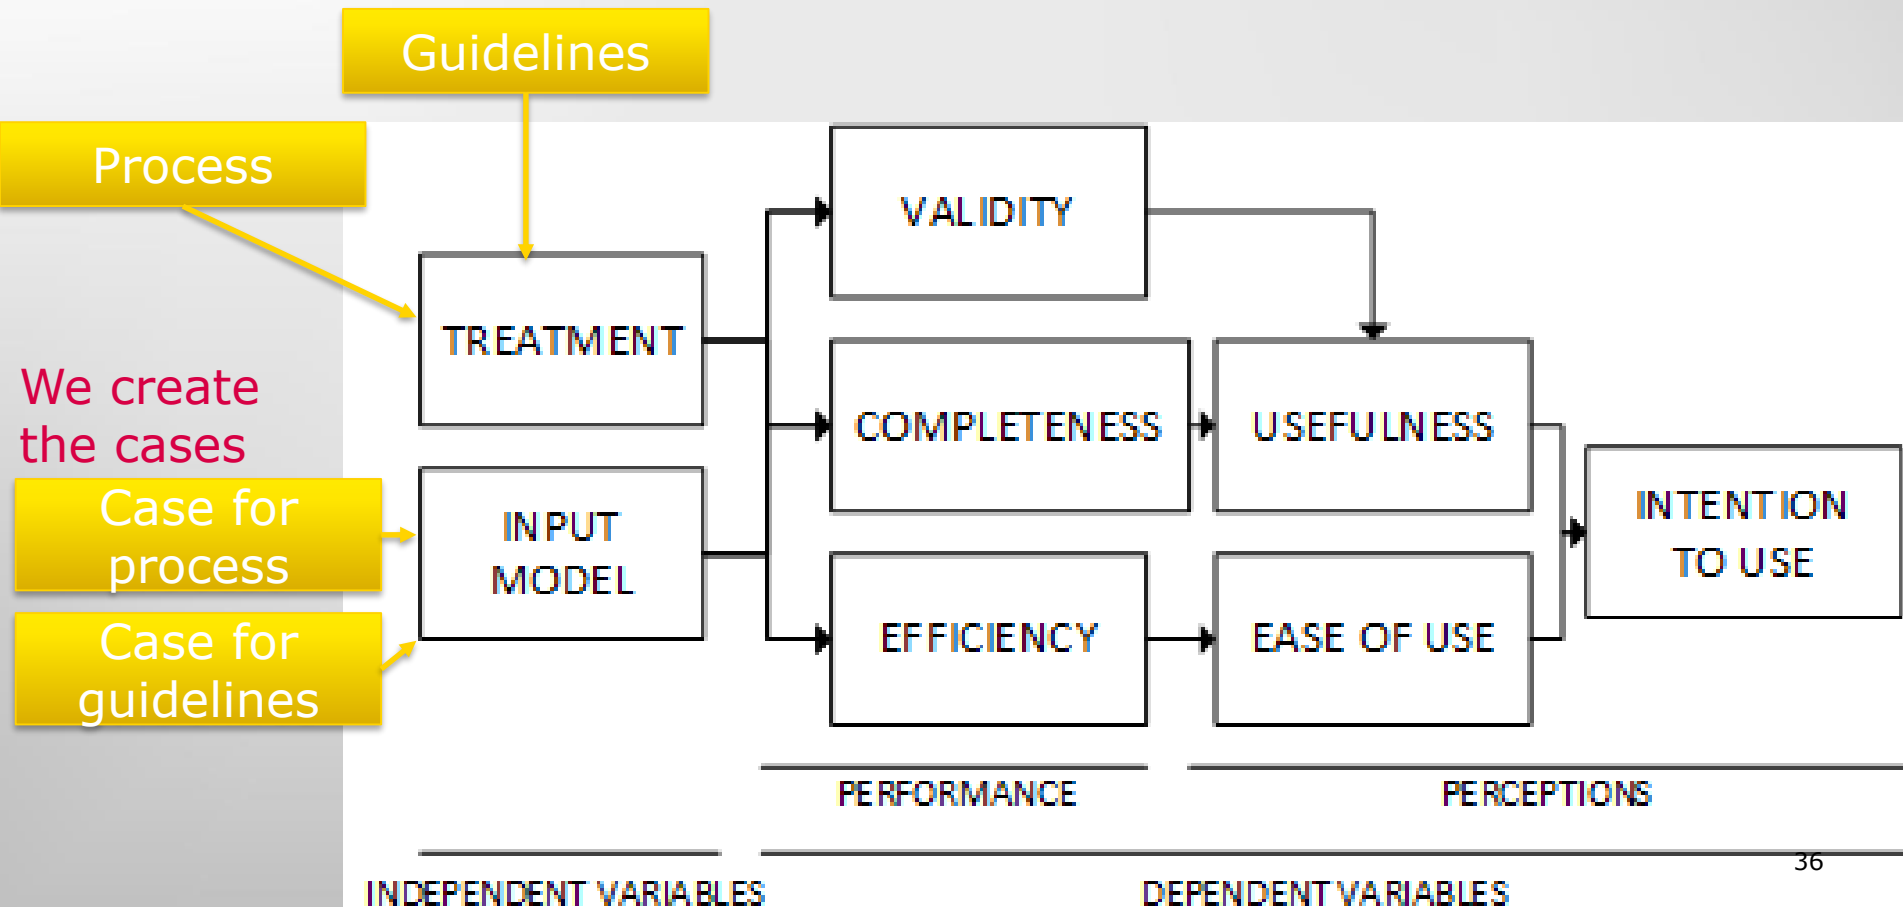 Guidelines
Process
VALIDITY
TREATMENT
We create
the cases
COMPLETENESS
USEFULNESS
Case for
process
INPUT
MODEL
INTENTION
TO USE
Case for
guidelines
EFFICIENCY
EASE OF USE
PERFORMANCE
PERCEPTIONS
36
INDEPENDENT VARIABLES
DEPENDENT VARIABLES